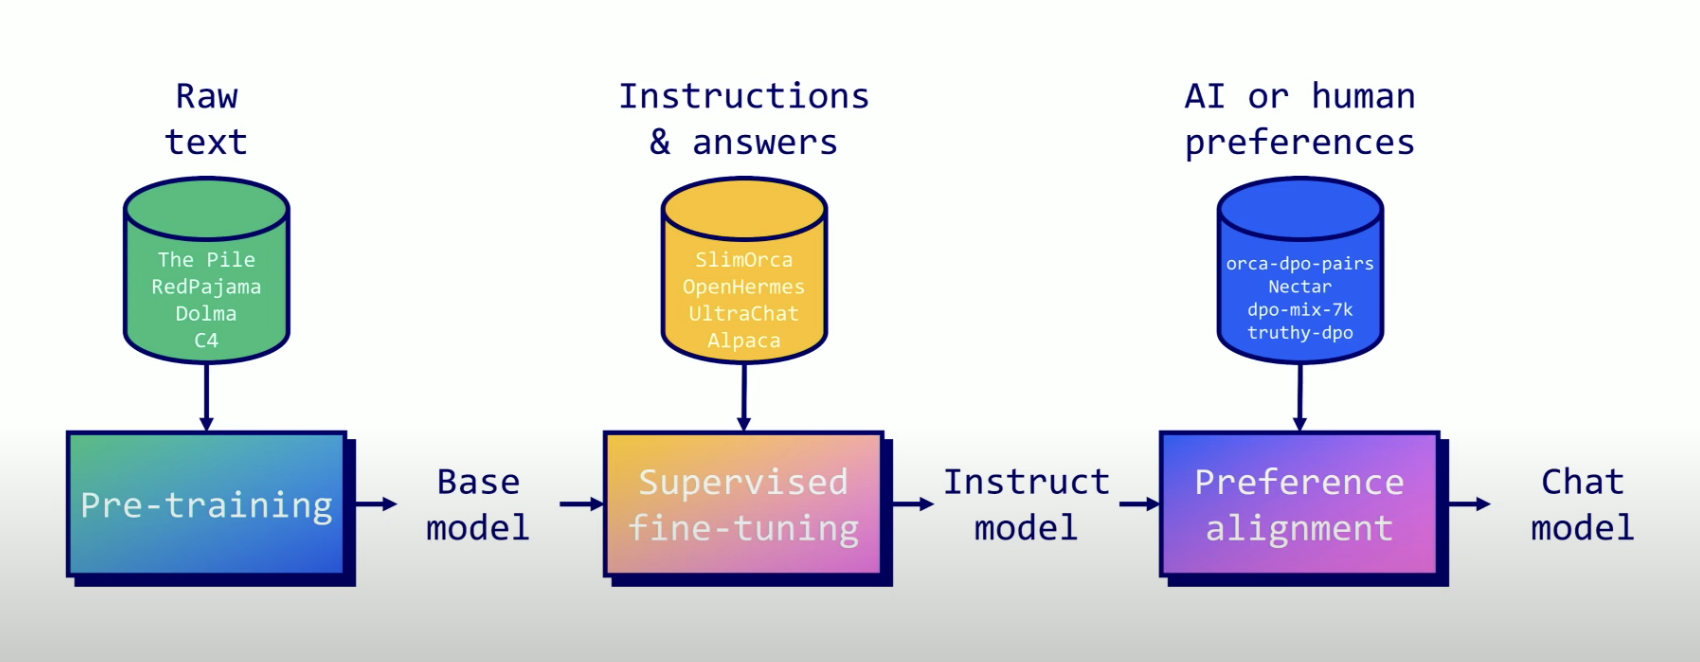 Raw
text
Instructions
& answers
AI or human
preferences
The Pile
RedPajama
Dolma
C4
SlimOrca
OpenHermes
UltraChat
Alpaca
orca-dpo-pairs
Nectar
dpo-mix-7k
truthy-dpo
Pre-training
Base
model
Supervised
fine-tuning
Instruct
model
Preference
alignment
Chat
model